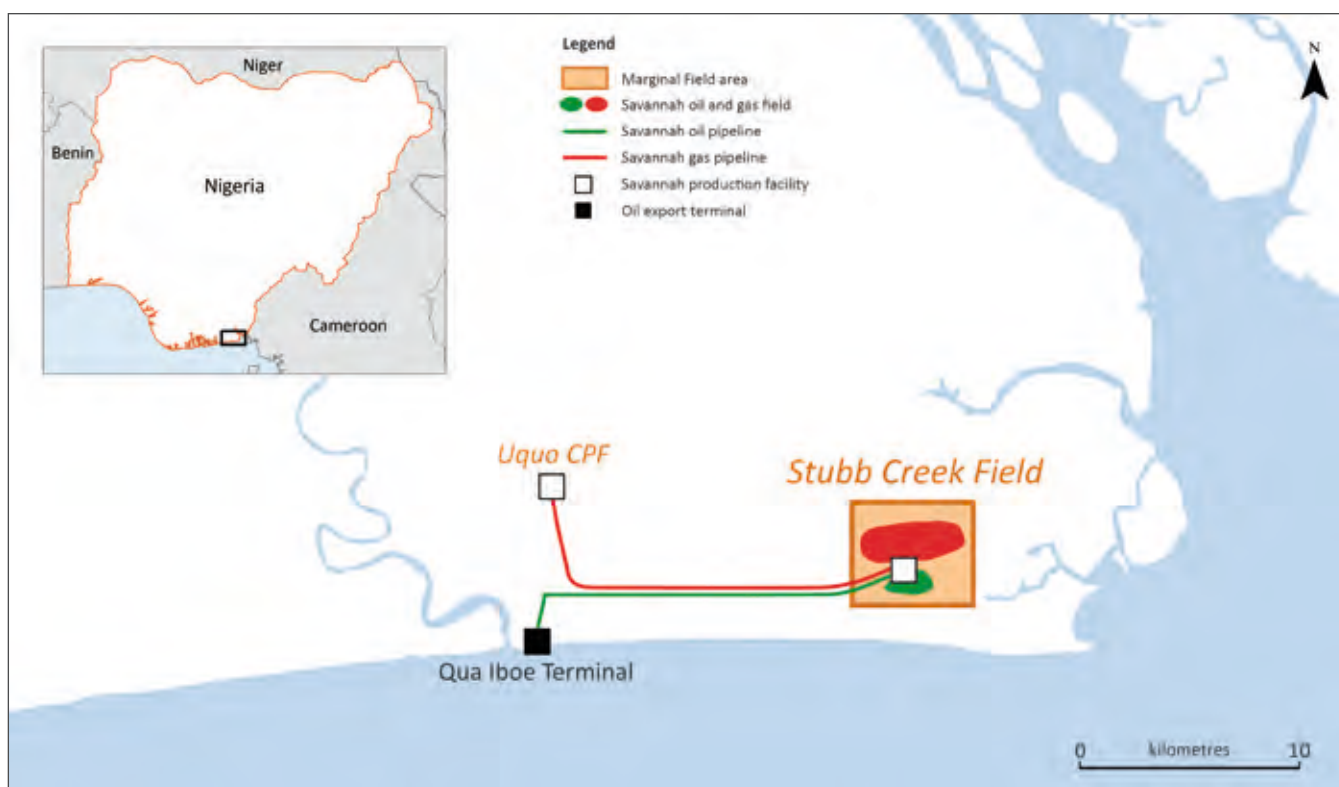 Niger
Benin
Nigeria
Cameroon
Legend
Marginal Field area
Savannah oil and gas field
Savannah oil pipeline
Savannah gas pipeline
Savannah production facility
Oil export terminal
N
Uquo CPF
Stubb Creek Field
Qua Iboe Terminal
0 kilometres 10